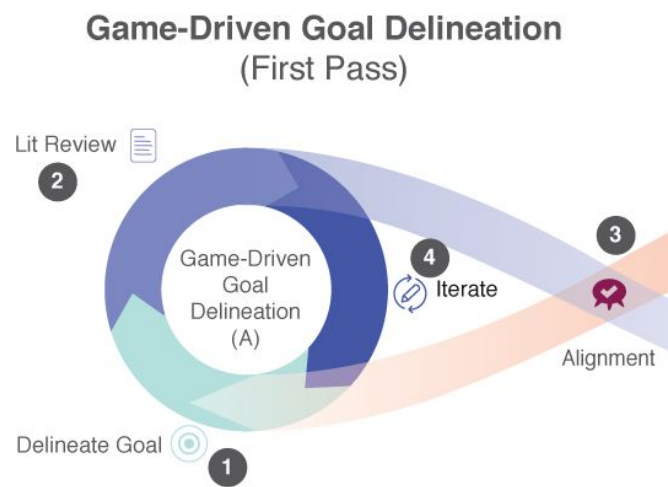 Game-Driven Goal Delineation
(First Pass)
Lit Review
2
3
4
Game-Driven
Goal
Delineation
(A)
Iterate
Alignment
Delineate Goal
1